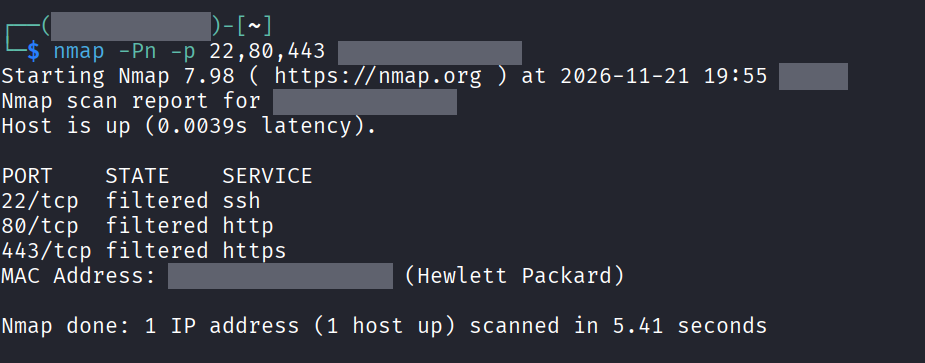 ┌──( )-[~]
└─$ nmap -Pn -p 22,80,443
Starting Nmap 7.98 ( https://nmap.org ) at 2026-11-21 19:55
Nmap scan report for
Host is up (0.0039s latency).
PORT    STATE    SERVICE
22/tcp  filtered ssh
80/tcp  filtered http
443/tcp filtered https
MAC Address: (Hewlett Packard)
Nmap done: 1 IP address (1 host up) scanned in 5.41 seconds